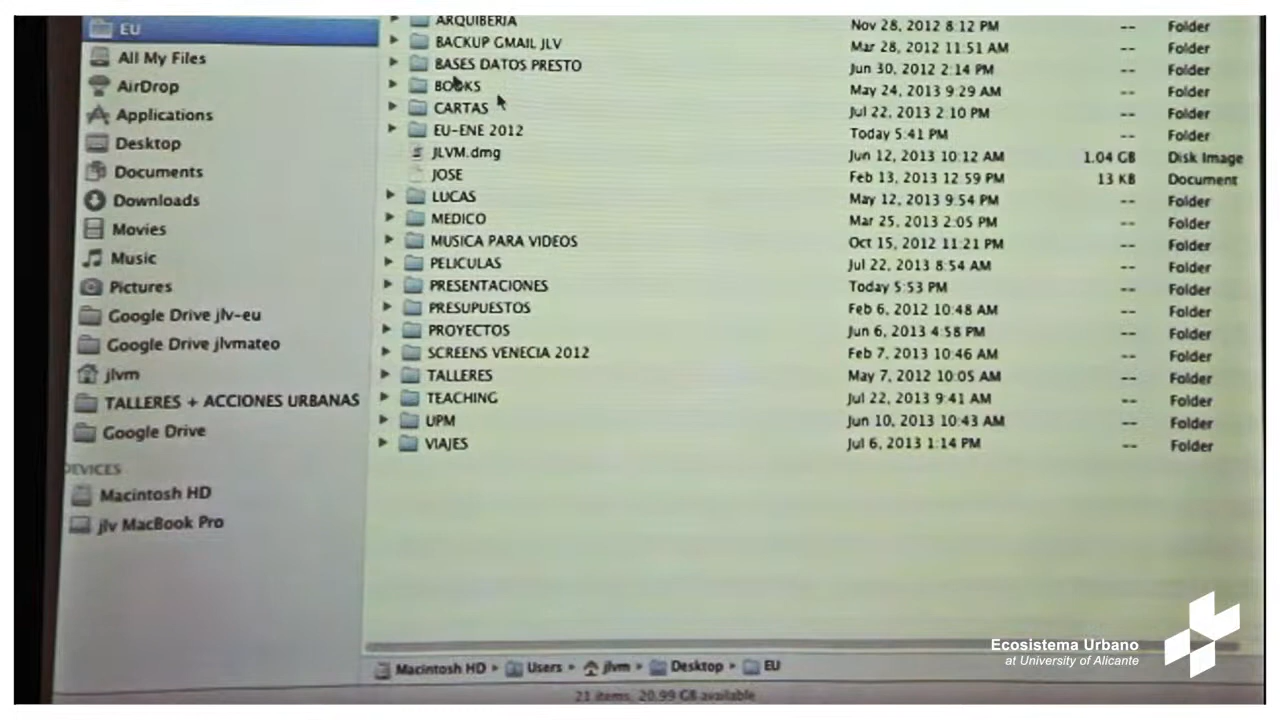 EU
All My Files
AirDrop
Applications
Desktop
Documents
Downloads
Movies
Music
Pictures
Google Drive jlv-eu
Google Drive jlvmateo
jlvm
TALLERES + ACCIONES URBANAS
Google Drive
DEVICES
Macintosh HD
jlv MacBook Pro
ARQUIBERIA Nov 28, 2012 8:12 PM -- Folder
BACKUP GMAIL JLV Mar 28, 2012 11:51 AM -- Folder
BASES DATOS PRESTO Jun 30, 2012 2:14 PM -- Folder
BOOKS May 24, 2013 9:29 AM -- Folder
CARTAS Jul 22, 2013 2:10 PM -- Folder
EU-ENE 2012 Today 5:41 PM -- Folder
JLVM.dmg Jun 12, 2013 10:12 AM 1.04 GB Disk Image
JOSE Feb 13, 2013 12:59 PM 13 KB Document
LUCAS May 12, 2013 9:54 PM -- Folder
MEDICO Mar 25, 2013 2:05 PM -- Folder
MUSICA PARA VIDEOS Oct 15, 2012 11:21 PM -- Folder
PELICULAS Jul 22, 2013 8:54 AM -- Folder
PRESENTACIONES Today 5:53 PM -- Folder
PRESUPUESTOS Feb 6, 2012 10:48 AM -- Folder
PROYECTOS Jun 6, 2013 4:58 PM -- Folder
SCREENS VENECIA 2012 Feb 7, 2013 10:46 AM -- Folder
TALLERES May 7, 2012 10:05 AM -- Folder
TEACHING Jul 22, 2013 9:41 AM -- Folder
UPM Jun 10, 2013 10:43 AM -- Folder
VIAJES Jul 6, 2013 1:14 PM -- Folder
Macintosh HD Users jlvm Desktop EU
21 items, 20.99 GB available
Ecosistema Urbano
at University of Alicante